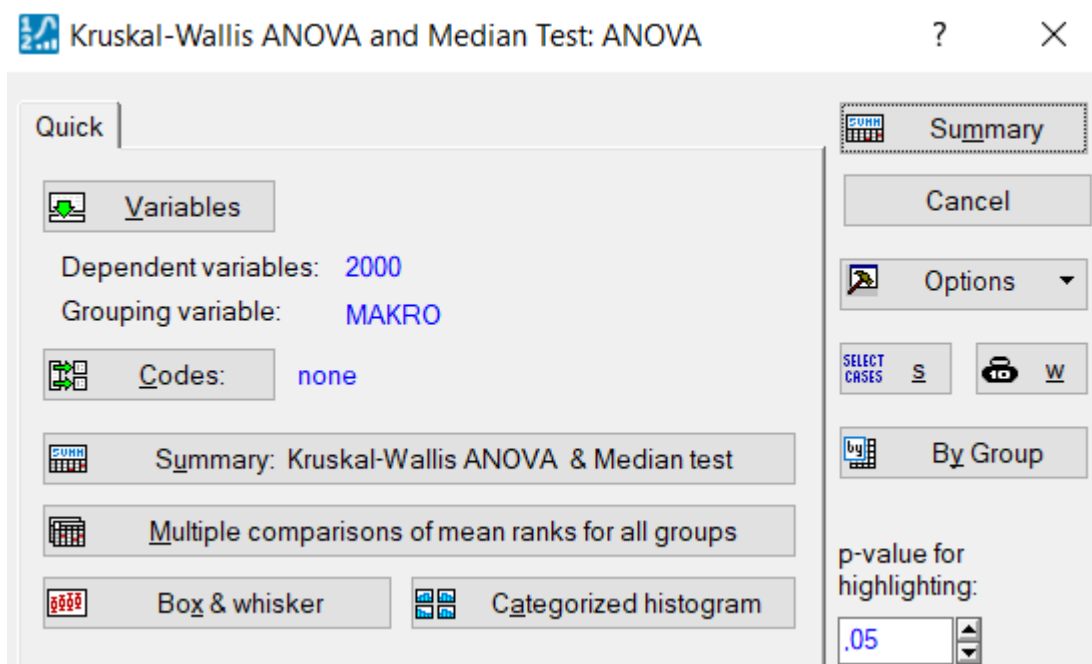 Kruskal-Wallis ANOVA and Median Test: ANOVA ?
Quick
Variables
Dependent variables: 2000
Grouping variable: MAKRO
Codes: none
Summary: Kruskal-Wallis ANOVA & Median test
Multiple comparisons of mean ranks for all groups
Box & whisker Categorized histogram
Summary
Cancel
Options
SELECT CASES s w
By Group
p-value for
highlighting:
,05